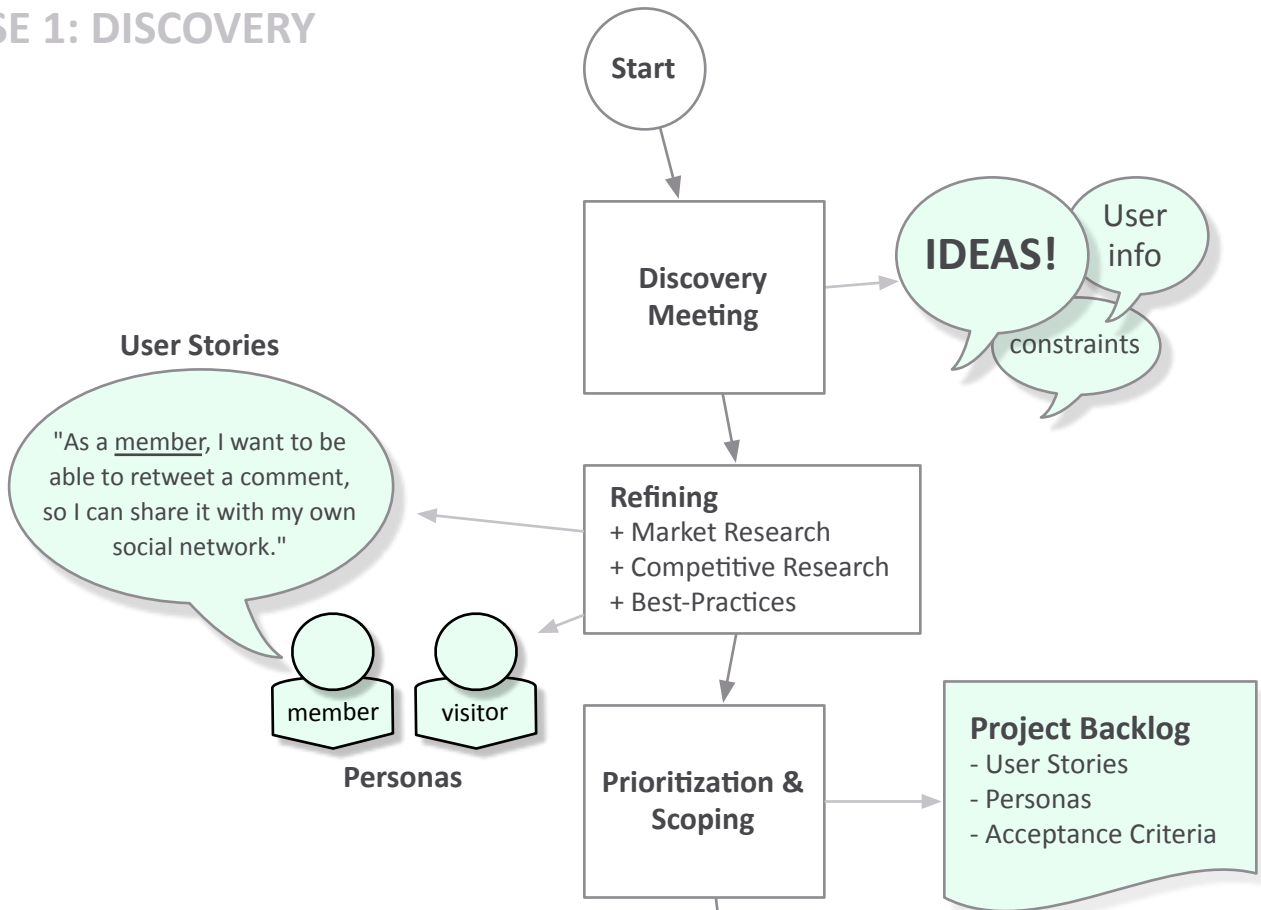 SE 1: DISCOVERY
Start
Discovery
Meeting
IDEAS!
User
info
constraints
User Stories
"As a member, I want to be
able to retweet a comment,
so I can share it with my own
social network."
Refining
+ Market Research
+ Competitive Research
+ Best-Practices
member
visitor
Personas
Prioritization &
Scoping
Project Backlog
- User Stories
- Personas
- Acceptance Criteria